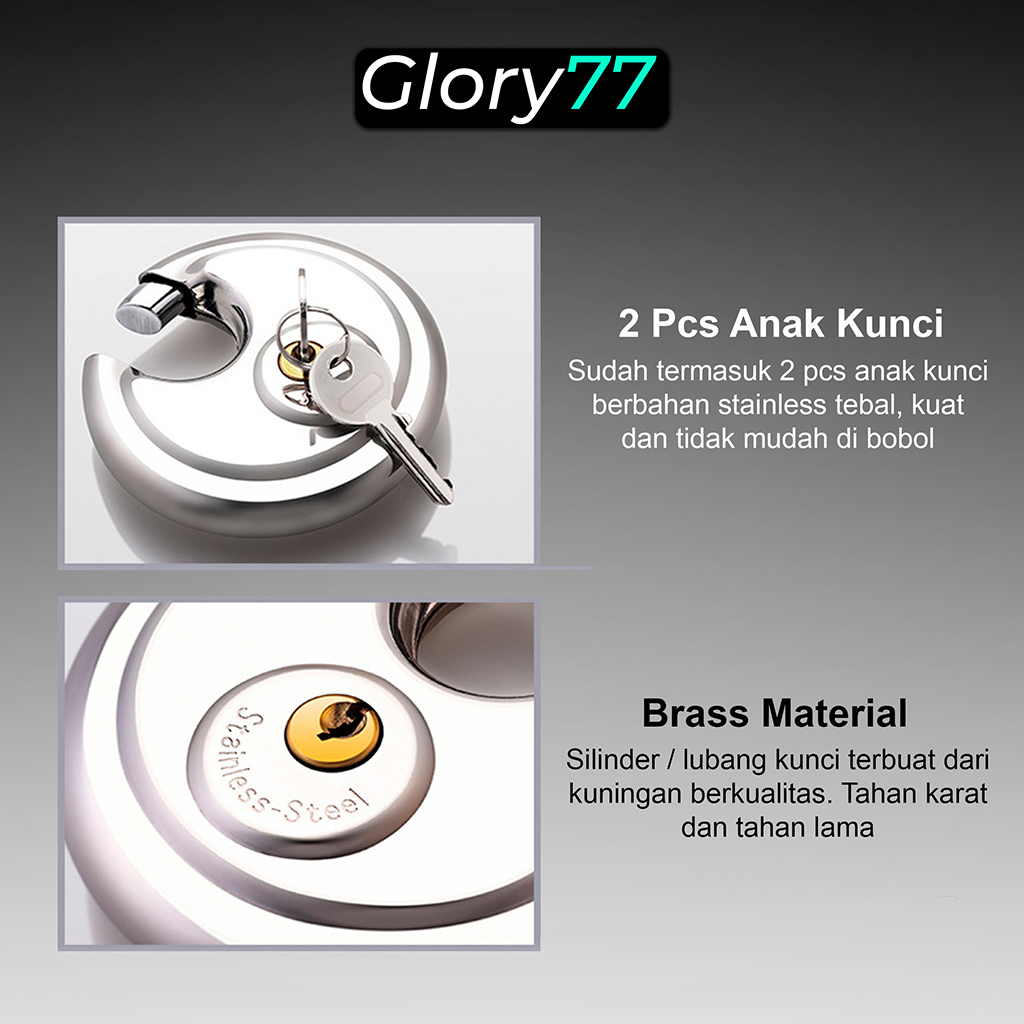 Glory77
2 Pcs Anak Kunci
Sudah termasuk 2 pcs anak kunci
berbahan stainless tebal, kuat
dan tidak mudah di bobol
Stainless-Steel
Brass Material
Silinder / lubang kunci terbuat dari
kuningan berkualitas. Tahan karat
dan tahan lama